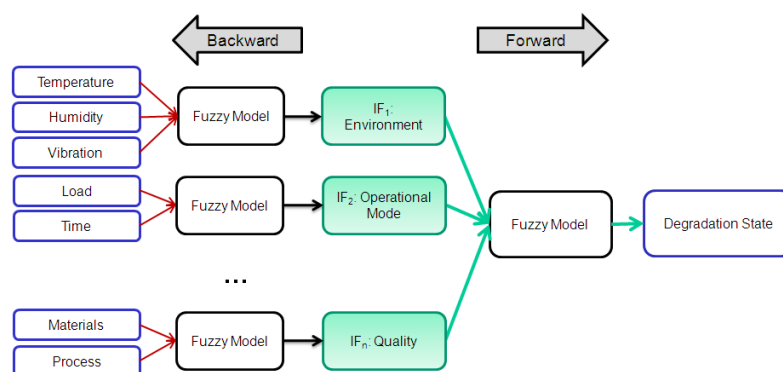 Backward
Forward
Temperature
Humidity
Vibration
Fuzzy Model
IF₁:
Environment
Load
Time
Fuzzy Model
IF₂: Operational
Mode
Fuzzy Model
Degradation State
...
Materials
Process
Fuzzy Model
IFₙ: Quality